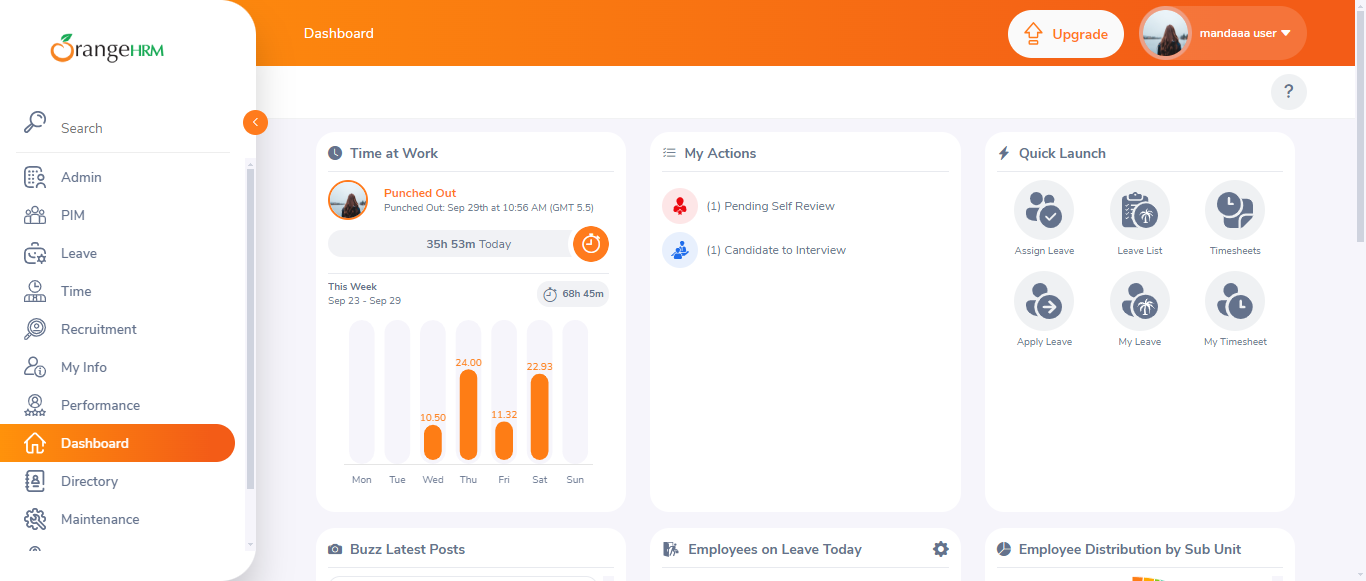 OrangeHRM
Dashboard
Upgrade
mandaaa user
?
Search
Admin
PIM
Leave
Time
Recruitment
My Info
Performance
Dashboard
Directory
Maintenance
Time at Work
Punched Out
Punched Out: Sep 29th at 10:56 AM (GMT 5.5)
35h 53m Today
This Week
Sep 23 - Sep 29
68h 45m
10.50
24.00
11.32
22.93
Mon Tue Wed Thu Fri Sat Sun
My Actions
(1) Pending Self Review
(1) Candidate to Interview
Quick Launch
Assign Leave
Leave List
Timesheets
Apply Leave
My Leave
My Timesheet
Buzz Latest Posts
Employees on Leave Today
Employee Distribution by Sub Unit